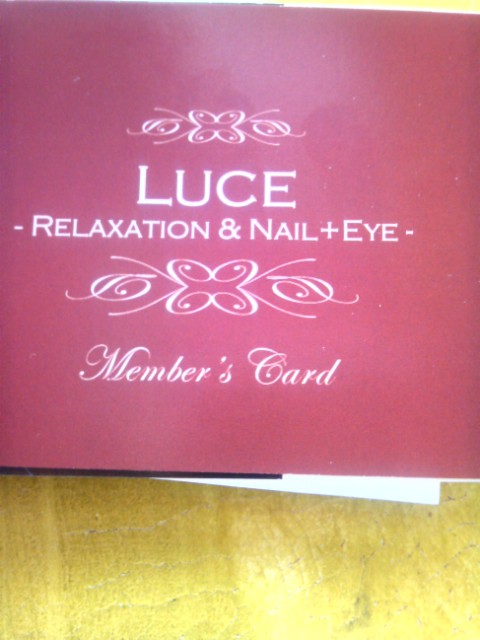 LUCE
- RELAXATION & NAIL+EYE -
Member's Card